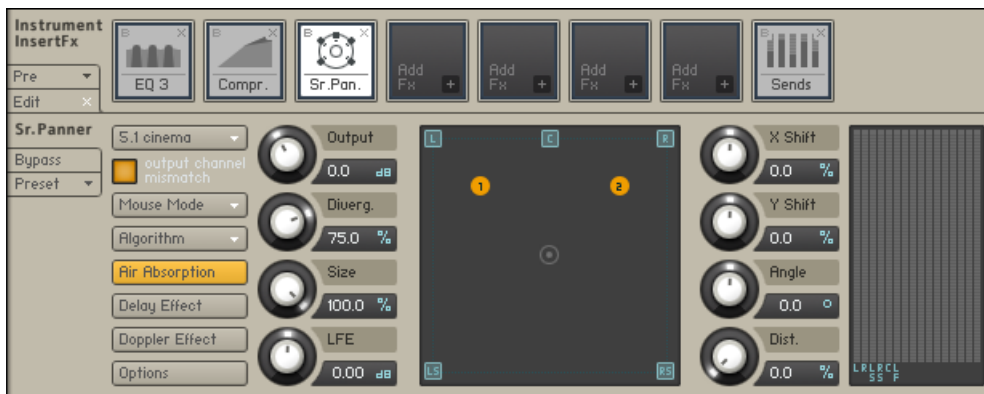 Instrument
InsertFx
Pre
Edit ×
B × EQ 3
B × Compr.
B × Sr.Pan.
Add
Fx +
Add
Fx +
Add
Fx +
Add
Fx +
B × Sends
Sr.Panner
Bypass
Preset
5.1 cinema
output channel
mismatch
Mouse Mode
Algorithm
Air Absorption
Delay Effect
Doppler Effect
Options
Output
0.0 dB
Diverg.
75.0 %
Size
100.0 %
LFE
0.00 dB
L C R
1 2
LS RS
X Shift
0.0 %
Y Shift
0.0 %
Angle
0.0 °
Dist.
0.0 %
LRLRCL
SS F